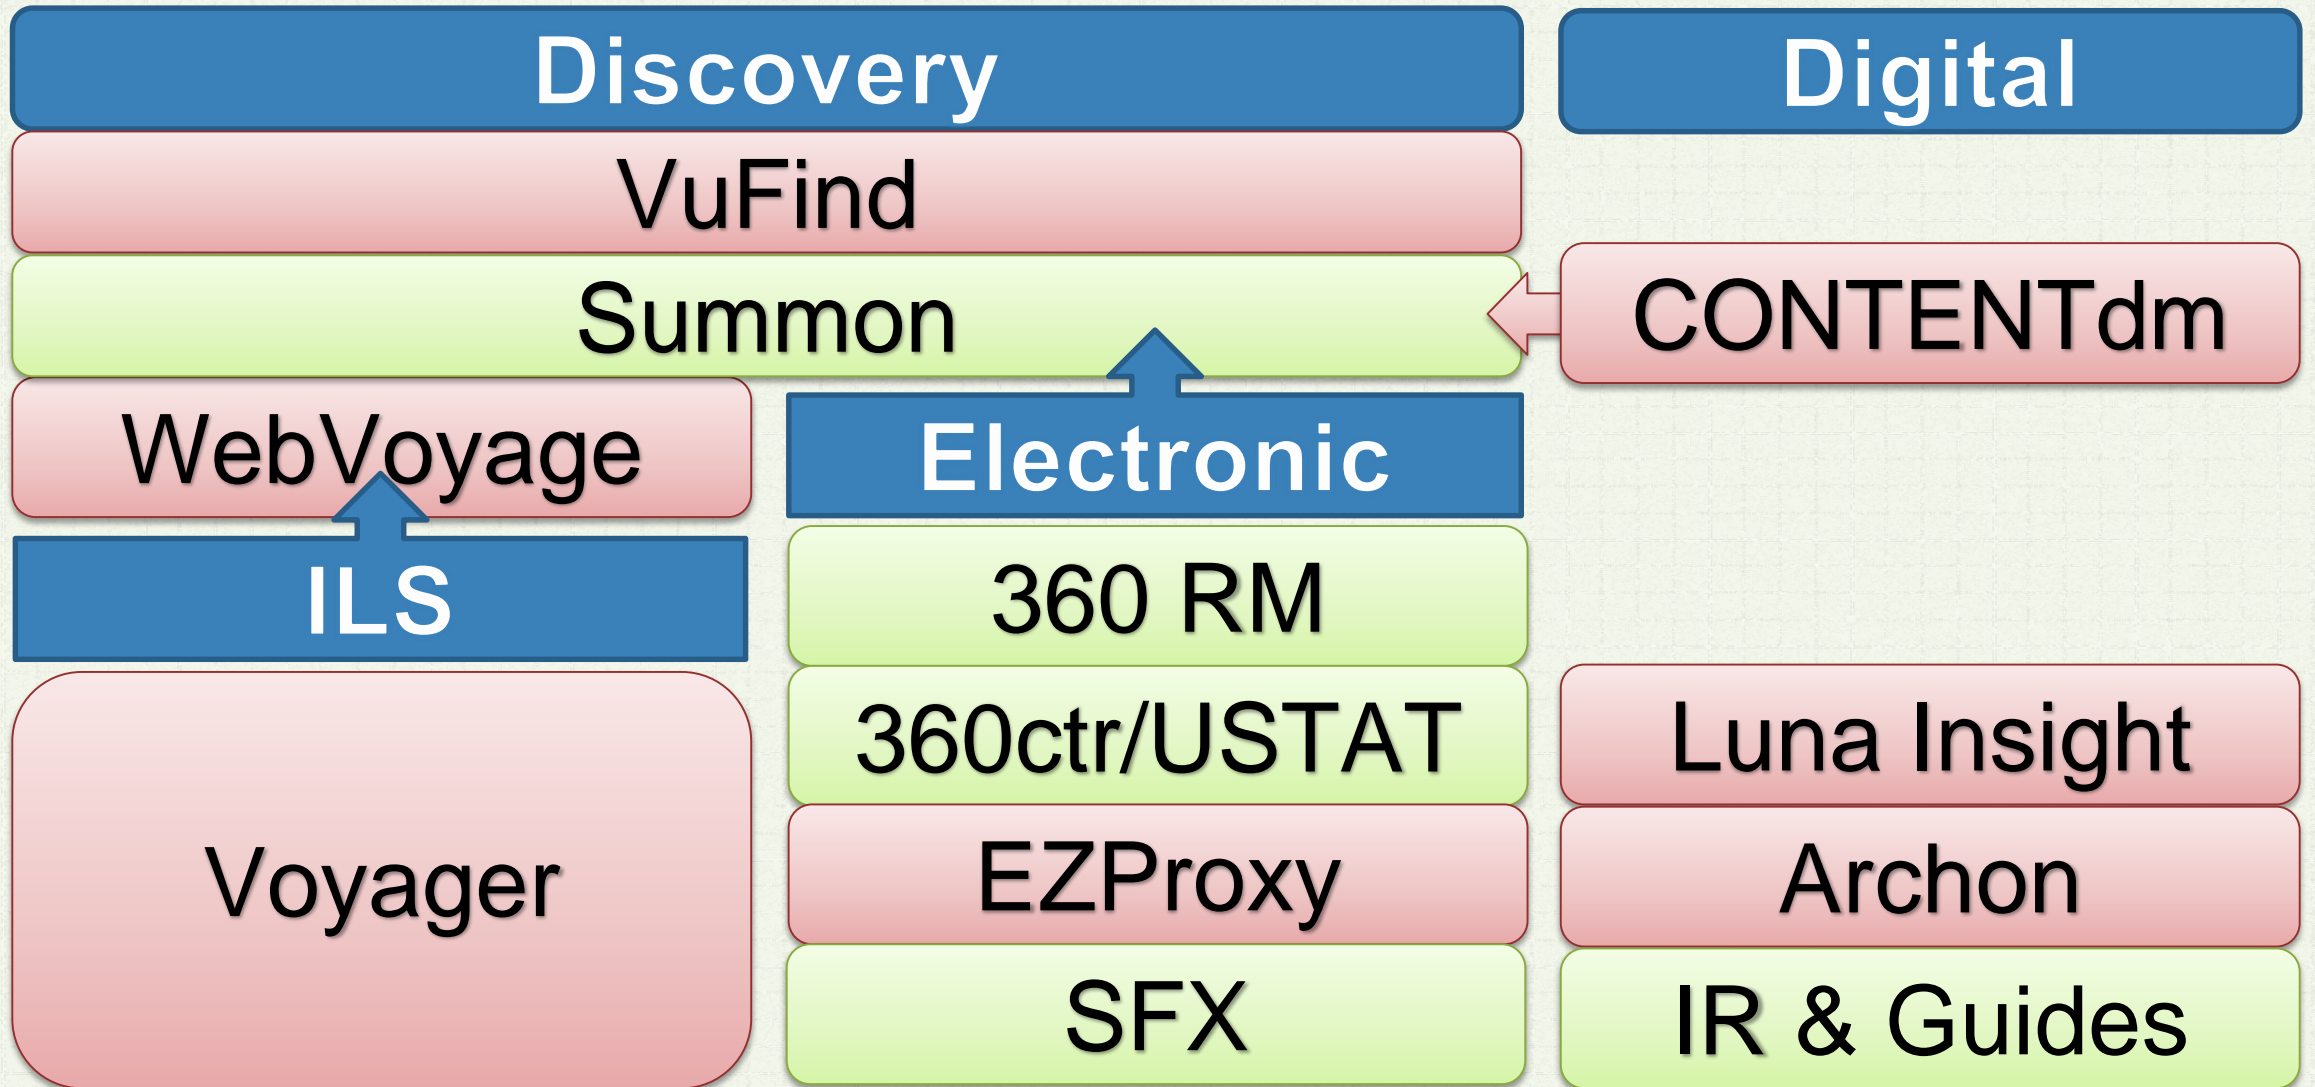 Discovery
Digital
VuFind
Summon
CONTENTdm
WebVoyage
Electronic
ILS
360 RM
360ctr/USTAT
Luna Insight
Voyager
EZProxy
Archon
SFX
IR & Guides